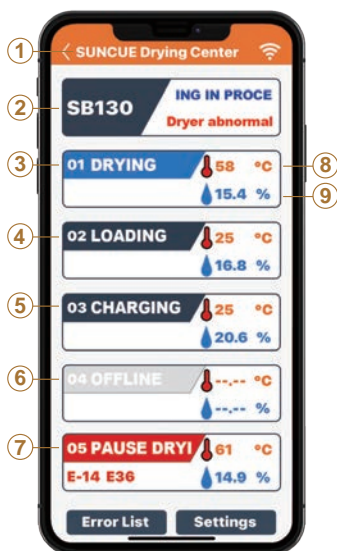 1
SUNCUE Drying Center
2
SB130
ING IN PROCE
Dryer abnormal
3
01 DRYING
58 °C
8
15.4 %
9
4
02 LOADING
25 °C
16.8 %
5
03 CHARGING
25 °C
20.6 %
6
04 OFFLINE
--.-- °C
--.-- %
7
05 PAUSE DRYI
61 °C
E-14 E36
14.9 %
Error List
Settings